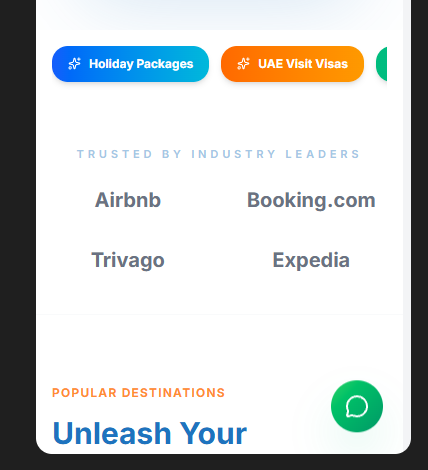 Holiday Packages
UAE Visit Visas
TRUSTED BY INDUSTRY LEADERS
Airbnb
Booking.com
Trivago
Expedia
POPULAR DESTINATIONS
Unleash Your